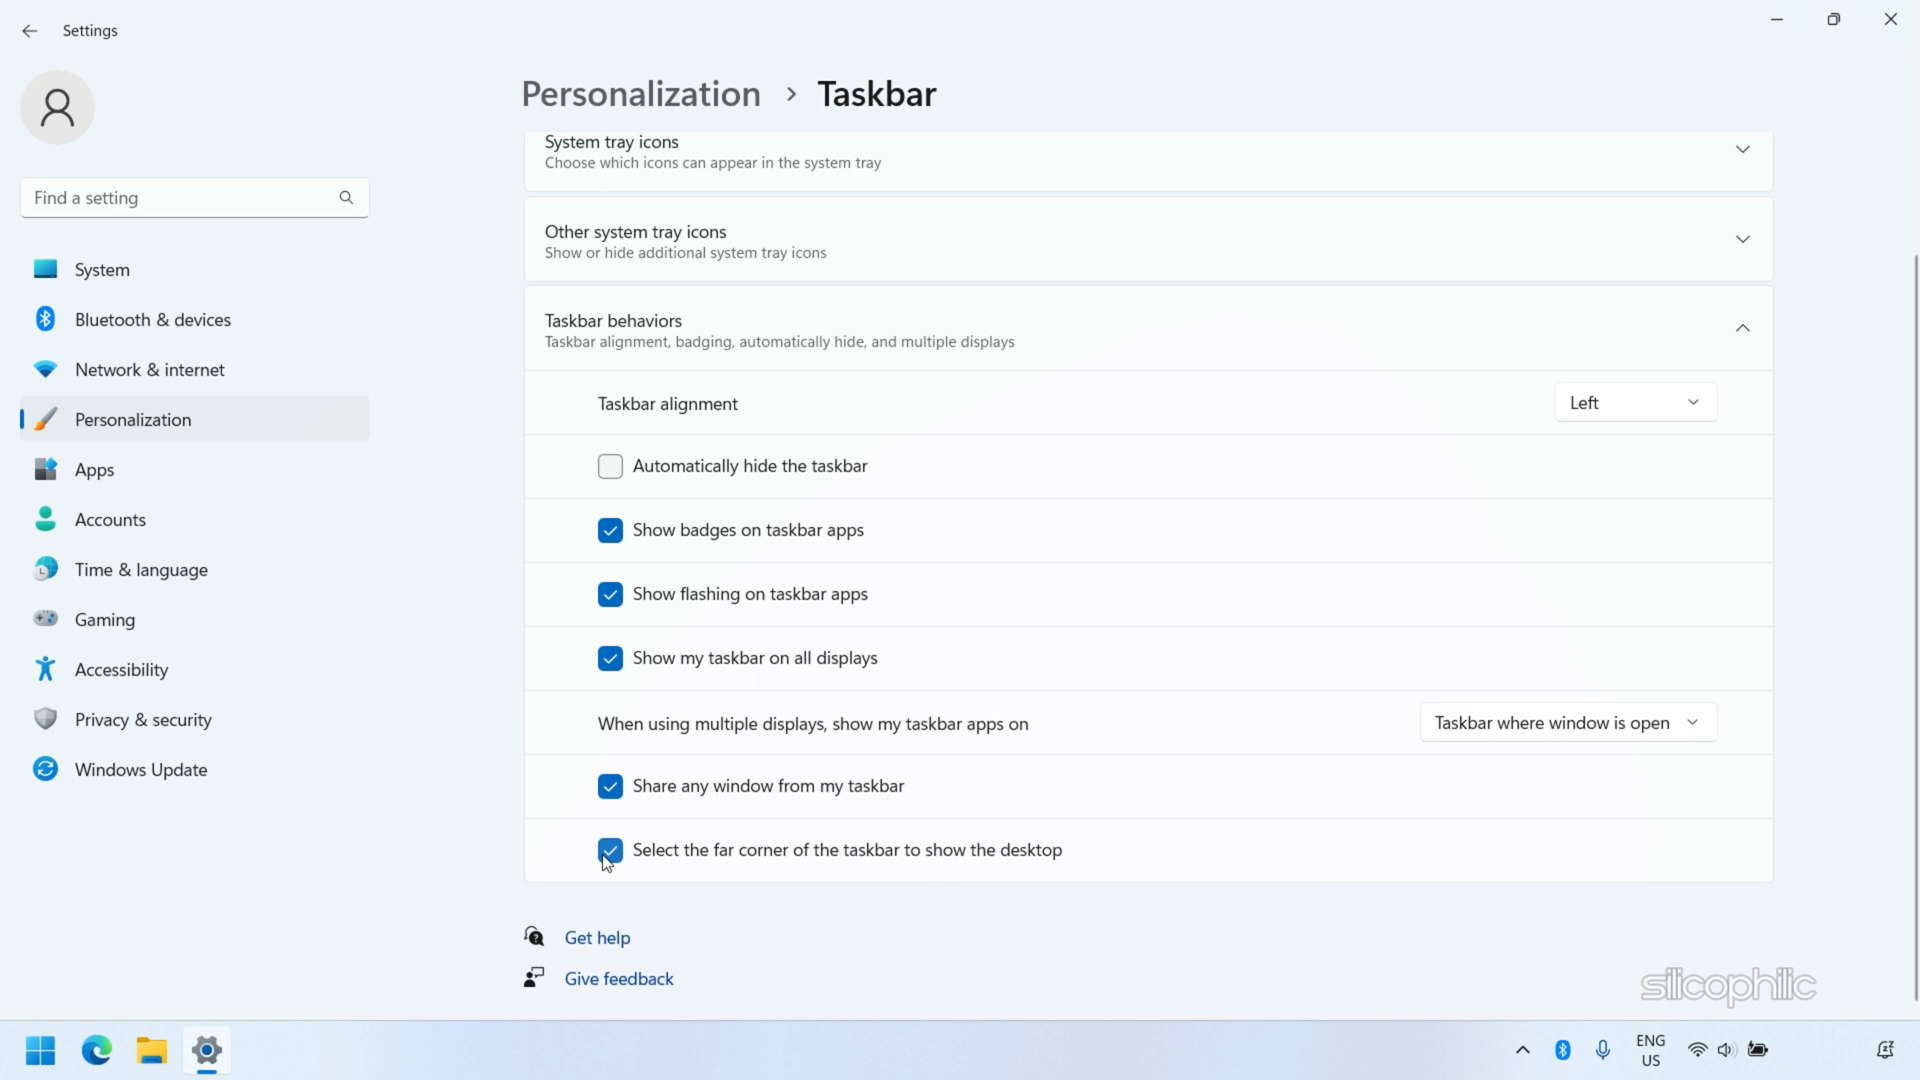 Settings
Personalization > Taskbar
Find a setting
System
Bluetooth & devices
Network & internet
Personalization
Apps
Accounts
Time & language
Gaming
Accessibility
Privacy & security
Windows Update
System tray icons
Choose which icons can appear in the system tray
Other system tray icons
Show or hide additional system tray icons
Taskbar behaviors
Taskbar alignment, badging, automatically hide, and multiple displays
Taskbar alignment
Left
Automatically hide the taskbar
Show badges on taskbar apps
Show flashing on taskbar apps
Show my taskbar on all displays
When using multiple displays, show my taskbar apps on
Taskbar where window is open
Share any window from my taskbar
Select the far corner of the taskbar to show the desktop
Get help
Give feedback
silicophilic
ENG
US